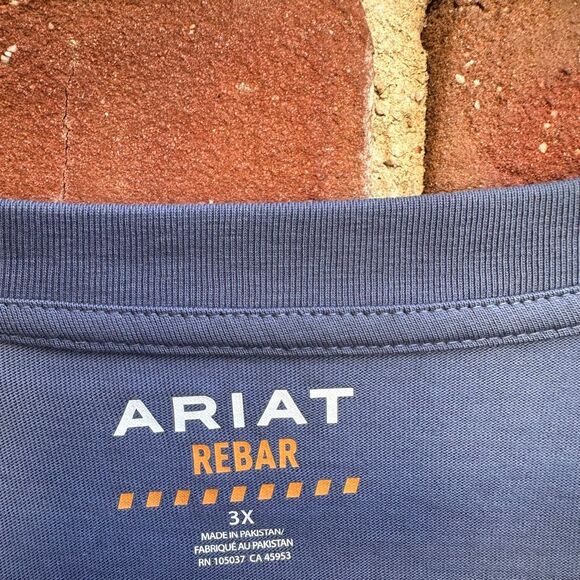 ARIAT
REBAR
3X
MADE IN PAKISTAN/
FABRIQUÉ AU PAKISTAN
RN 105037 CA 45953